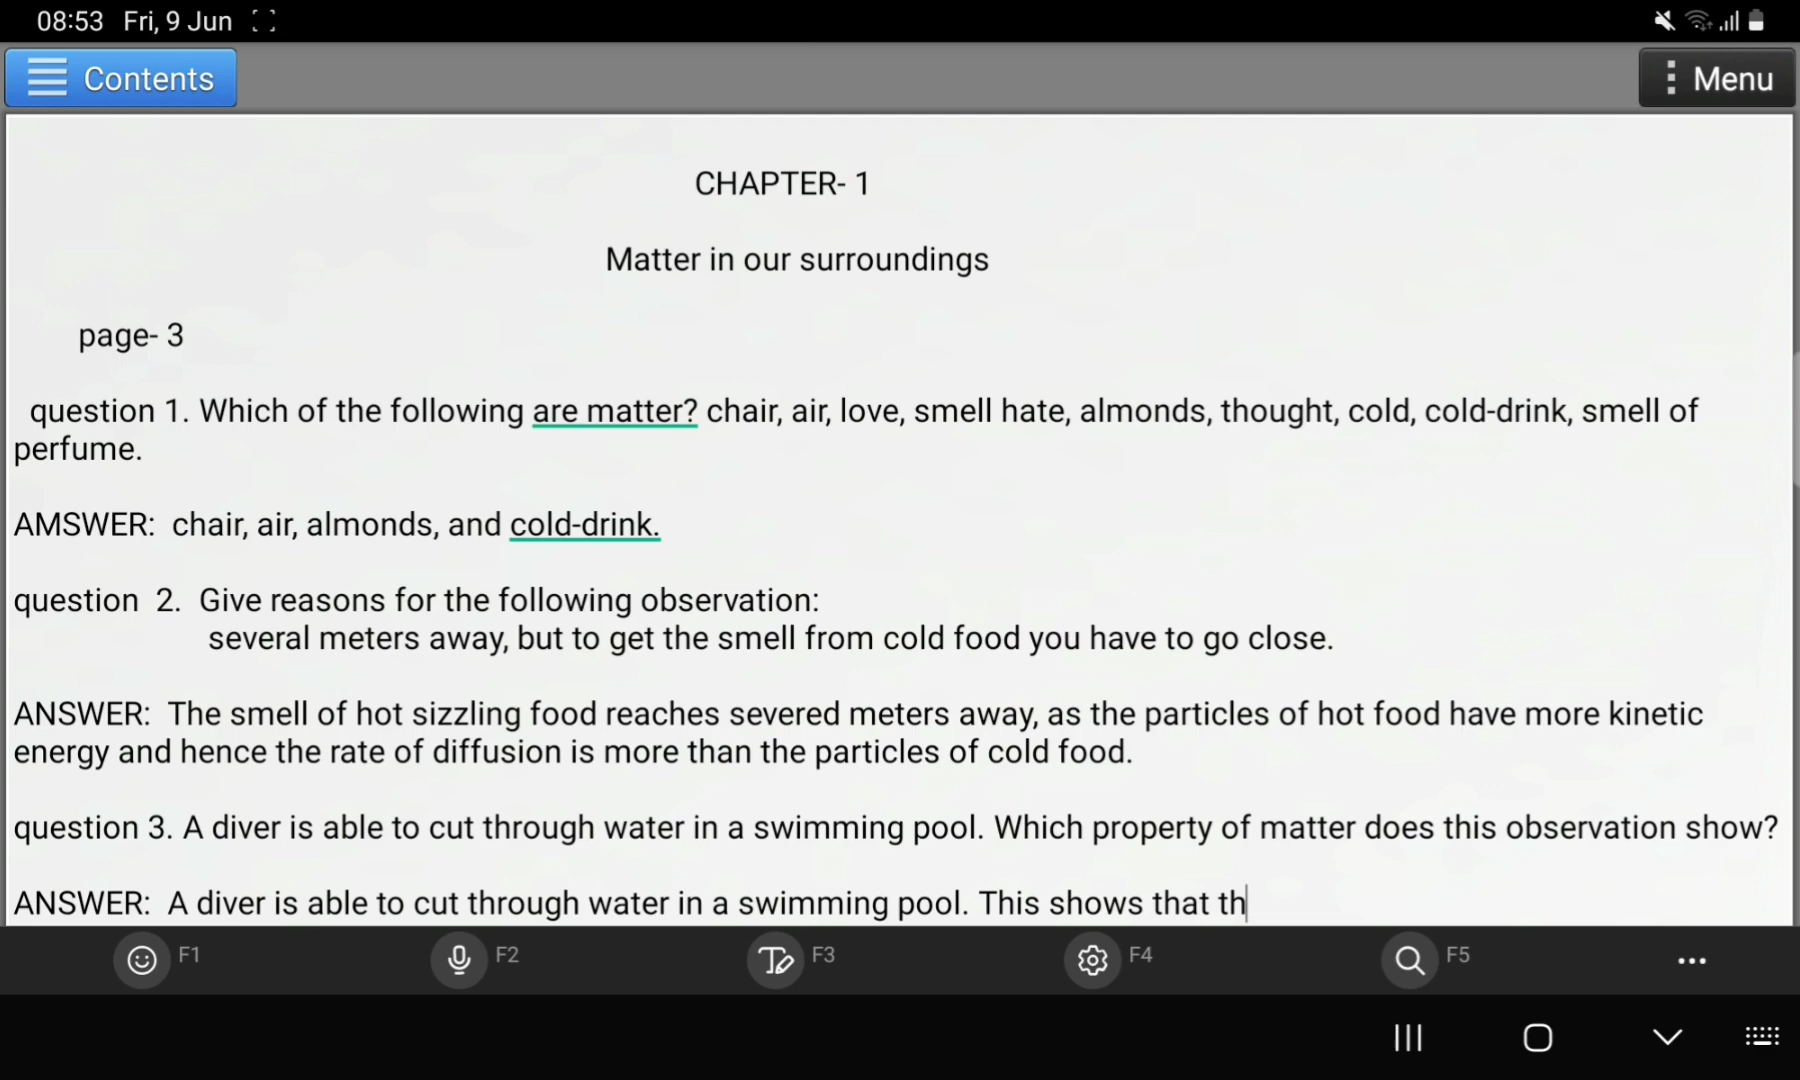 08:53 Fri, 9 Jun
Contents
Menu
CHAPTER- 1
Matter in our surroundings
page- 3
question 1. Which of the following are matter? chair, air, love, smell hate, almonds, thought, cold, cold-drink, smell of
perfume.
AMSWER: chair, air, almonds, and cold-drink.
question 2. Give reasons for the following observation:
several meters away, but to get the smell from cold food you have to go close.
ANSWER: The smell of hot sizzling food reaches severed meters away, as the particles of hot food have more kinetic
energy and hence the rate of diffusion is more than the particles of cold food.
question 3. A diver is able to cut through water in a swimming pool. Which property of matter does this observation show?
ANSWER: A diver is able to cut through water in a swimming pool. This shows that th
F1 F2 F3 F4 F5